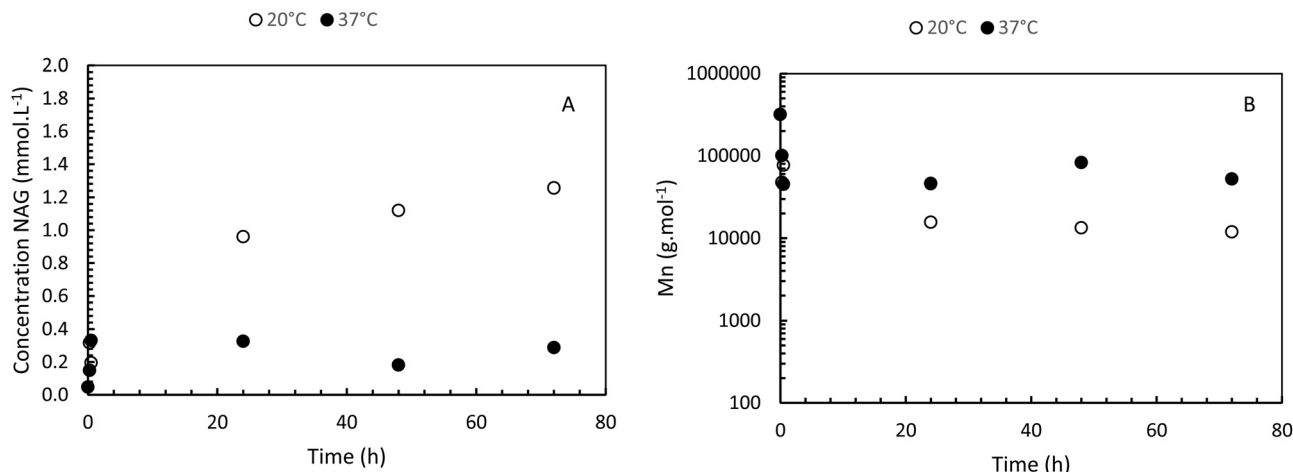 20°C 37°C
2.0
1.8
1.6
1.4
1.2
1.0
0.8
0.6
0.4
0.2
0.0
0 20 40 60 80
Concentration NAG (mmol.L-1)
Time (h)
A
20°C 37°C
1000000
100000
10000
1000
100
0 20 40 60 80
Mn (g.mol-1)
Time (h)
B